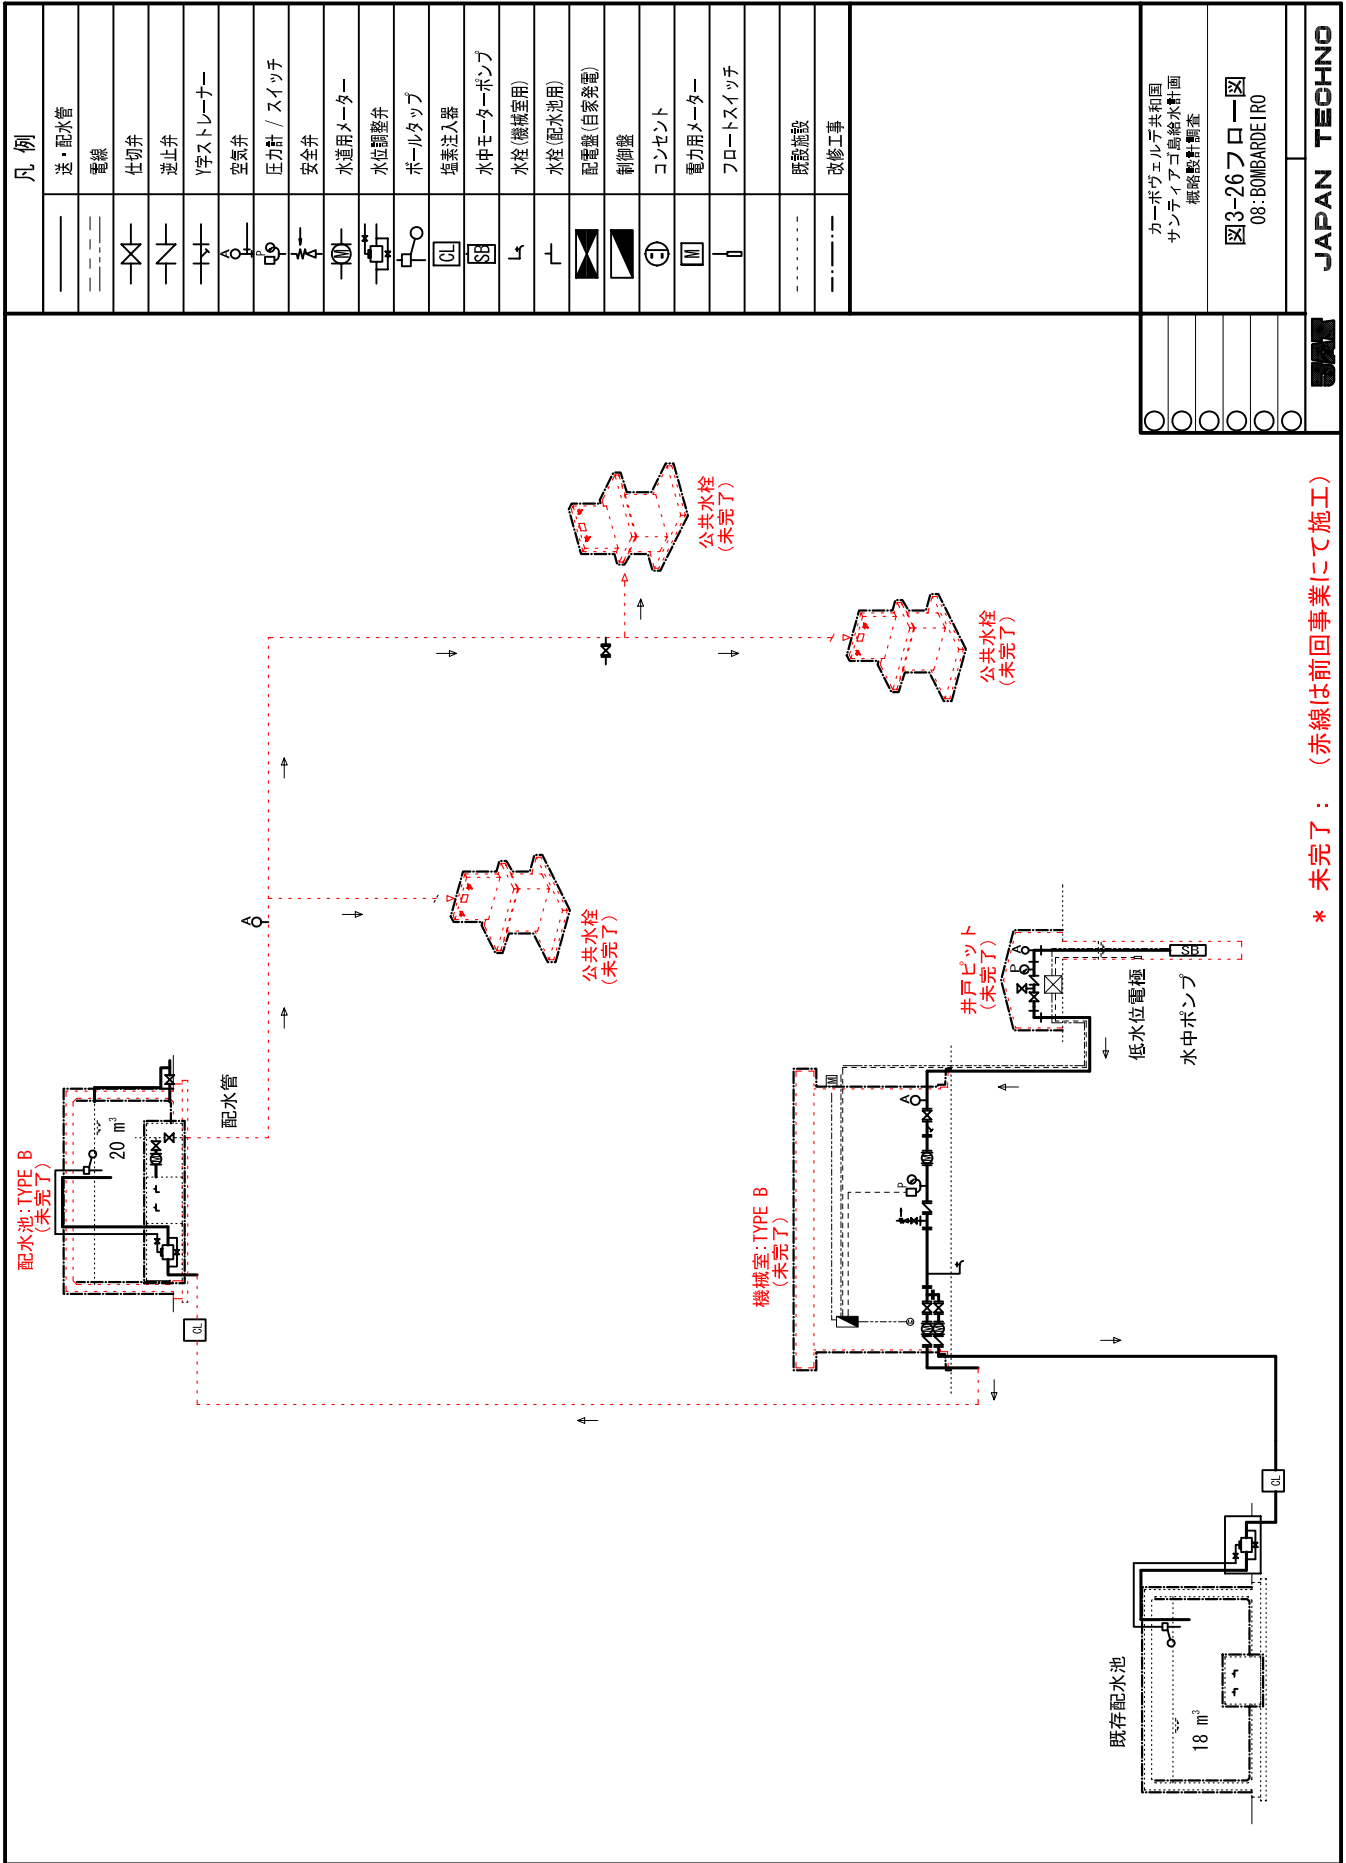 凡 例
送・配水管
電線
仕切弁
逆止弁
Y字ストレーナー
空気弁
圧力計 / スイッチ
安全弁
水道用メーター
水位調整弁
ボールタップ
塩素注入器
水中モーターポンプ
水栓(機械室用)
水栓(配水池用)
配電盤(自家発電)
制御盤
コンセント
電力用メーター
フロートスイッチ
既設施設
改修工事
A
P
M
CL
SB
M
カーボヴェルデ共和国
サンティアゴ島給水計画
概略設計調査
図3-26フロー図
08:BOMBARDEIRO
JAPAN TECHNO
配水池:TYPE B
(未完了)
20 m³
配水管
CL
A
公共水栓
(未完了)
公共水栓
(未完了)
公共水栓
(未完了)
井戸ピット
(未完了)
A
P
SB
低水位電極
水中ポンプ
機械室:TYPE B
(未完了)
M
A
P
CL
既存配水池
18 m³
* 未完了 : (赤線は前回事業にて施工)